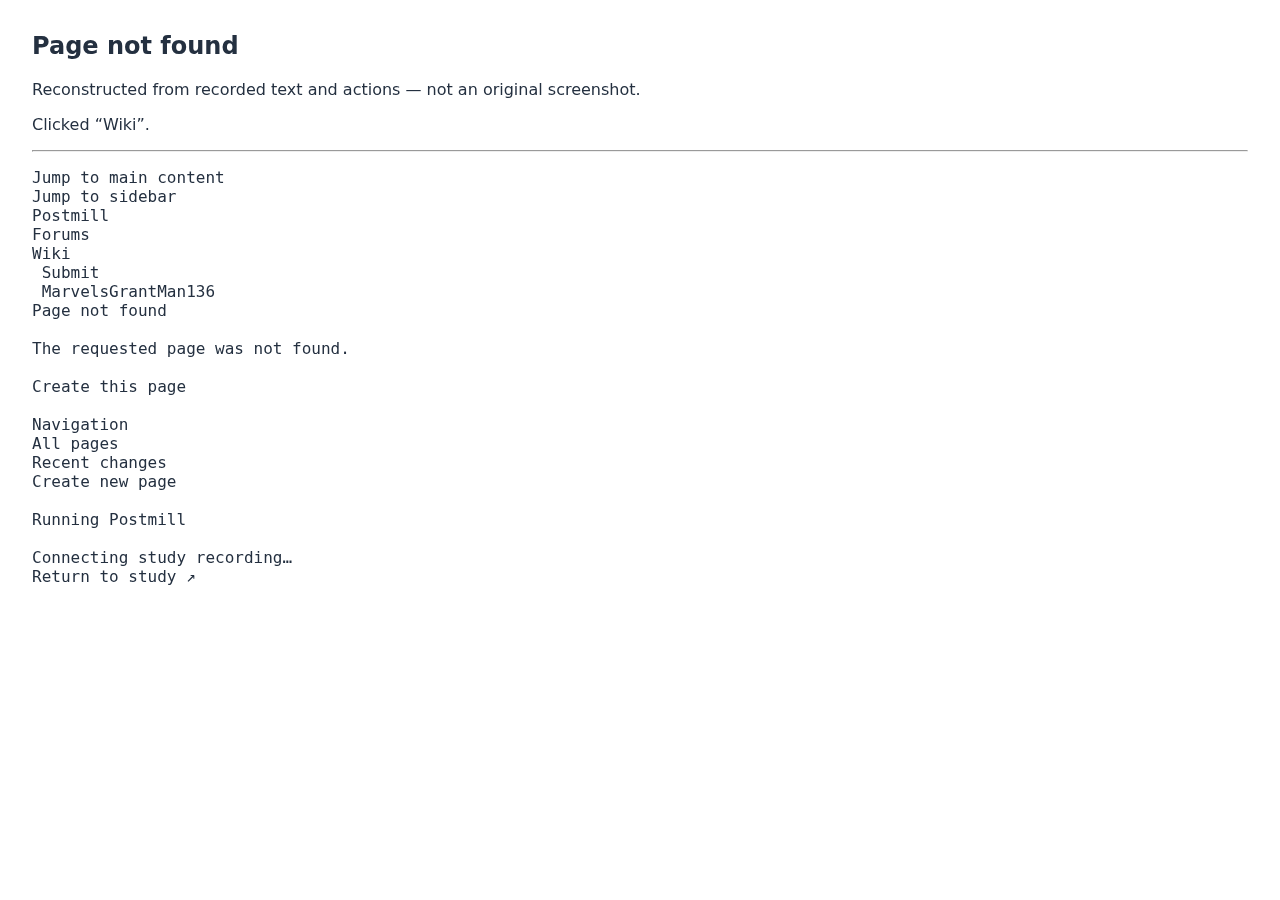 Page not found
Reconstructed from recorded text and actions — not an original screenshot.
Clicked “Wiki”.
Jump to main content
Jump to sidebar
Postmill
Forums
Wiki
Submit
MarvelsGrantMan136
Page not found
The requested page was not found.
Create this page
Navigation
All pages
Recent changes
Create new page
Running Postmill
Connecting study recording…
Return to study ↗